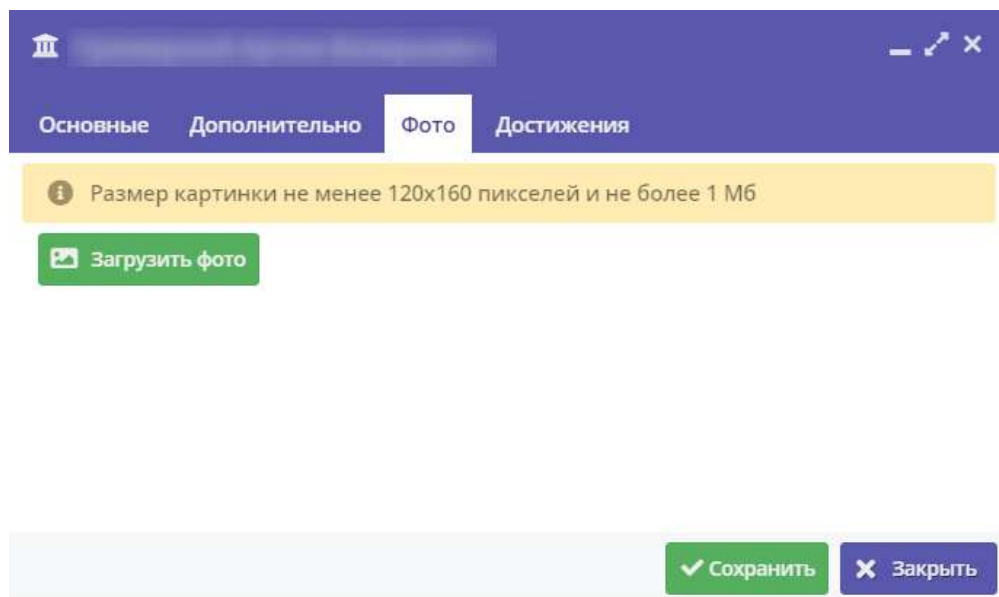 Основные Дополнительно Фото Достижения
Размер картинки не менее 120x160 пикселей и не более 1 Мб
Загрузить фото
Сохранить Закрыть